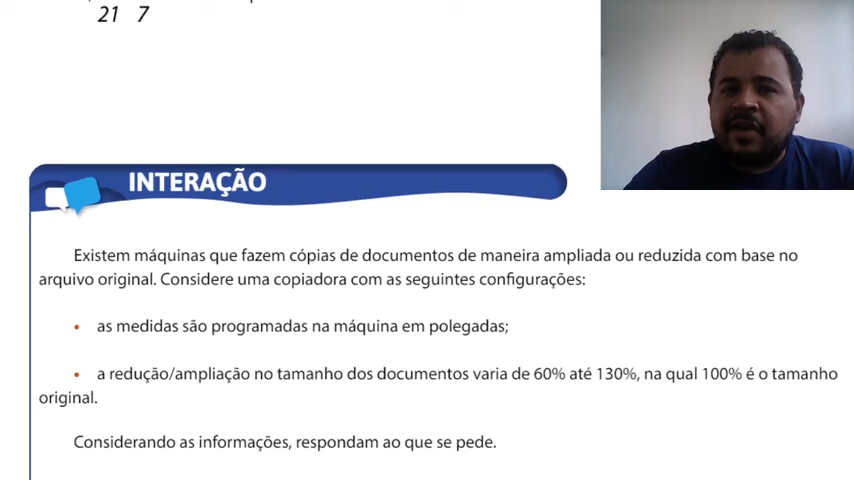 21 7
INTERAÇÃO
Existem máquinas que fazem cópias de documentos de maneira ampliada ou reduzida com base no
arquivo original. Considere uma copiadora com as seguintes configurações:
• as medidas são programadas na máquina em polegadas;
• a redução/ampliação no tamanho dos documentos varia de 60% até 130%, na qual 100% é o tamanho
original.
Considerando as informações, respondam ao que se pede.